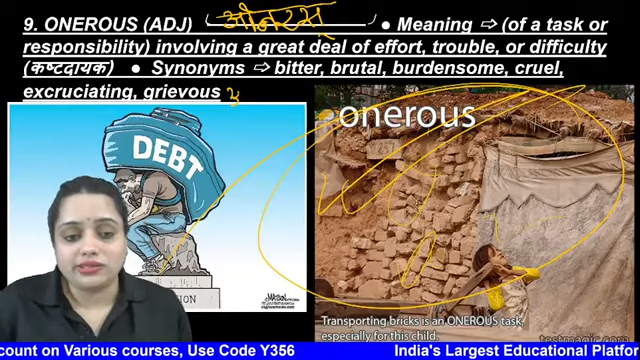 9. ONEROUS (ADJ) (ओनरस) ● Meaning ⇨ (of a task or
responsibility) involving a great deal of effort, trouble, or difficulty
(कष्टदायक) ● Synonyms ⇨ bitter, brutal, burdensome, cruel,
excruciating, grievous
DEBT
onerous
Transporting bricks is an ONEROUS task,
especially for this child.
testmagic.com
count on Various courses, Use Code Y356
India's Largest Educational Platfor